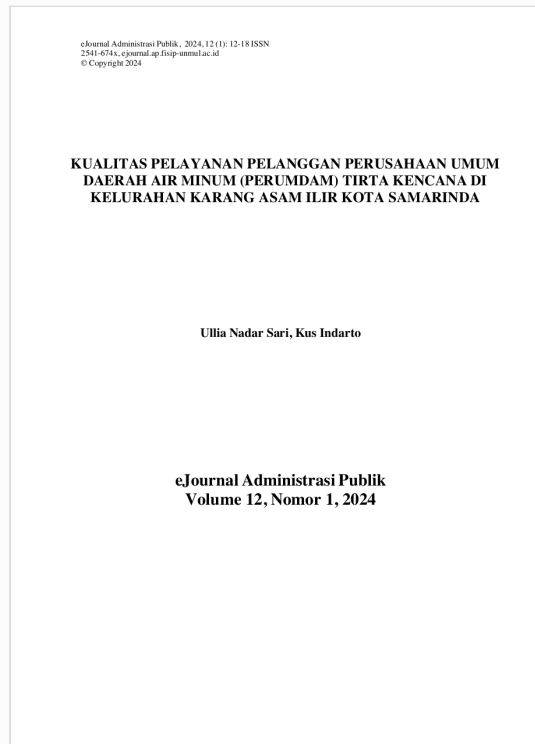 eJournal Administrasi Publik, 2024, 12 (1): 12-18 ISSN
2541-674x, ejournal.ap.fisip-unmul.ac.id
© Copyright 2024
KUALITAS PELAYANAN PELANGGAN PERUSAHAAN UMUM
DAERAH AIR MINUM (PERUMDAM) TIRTA KENCANA DI
KELURAHAN KARANG ASAM ILIR KOTA SAMARINDA
Ullia Nadar Sari, Kus Indarto
eJournal Administrasi Publik
Volume 12, Nomor 1, 2024